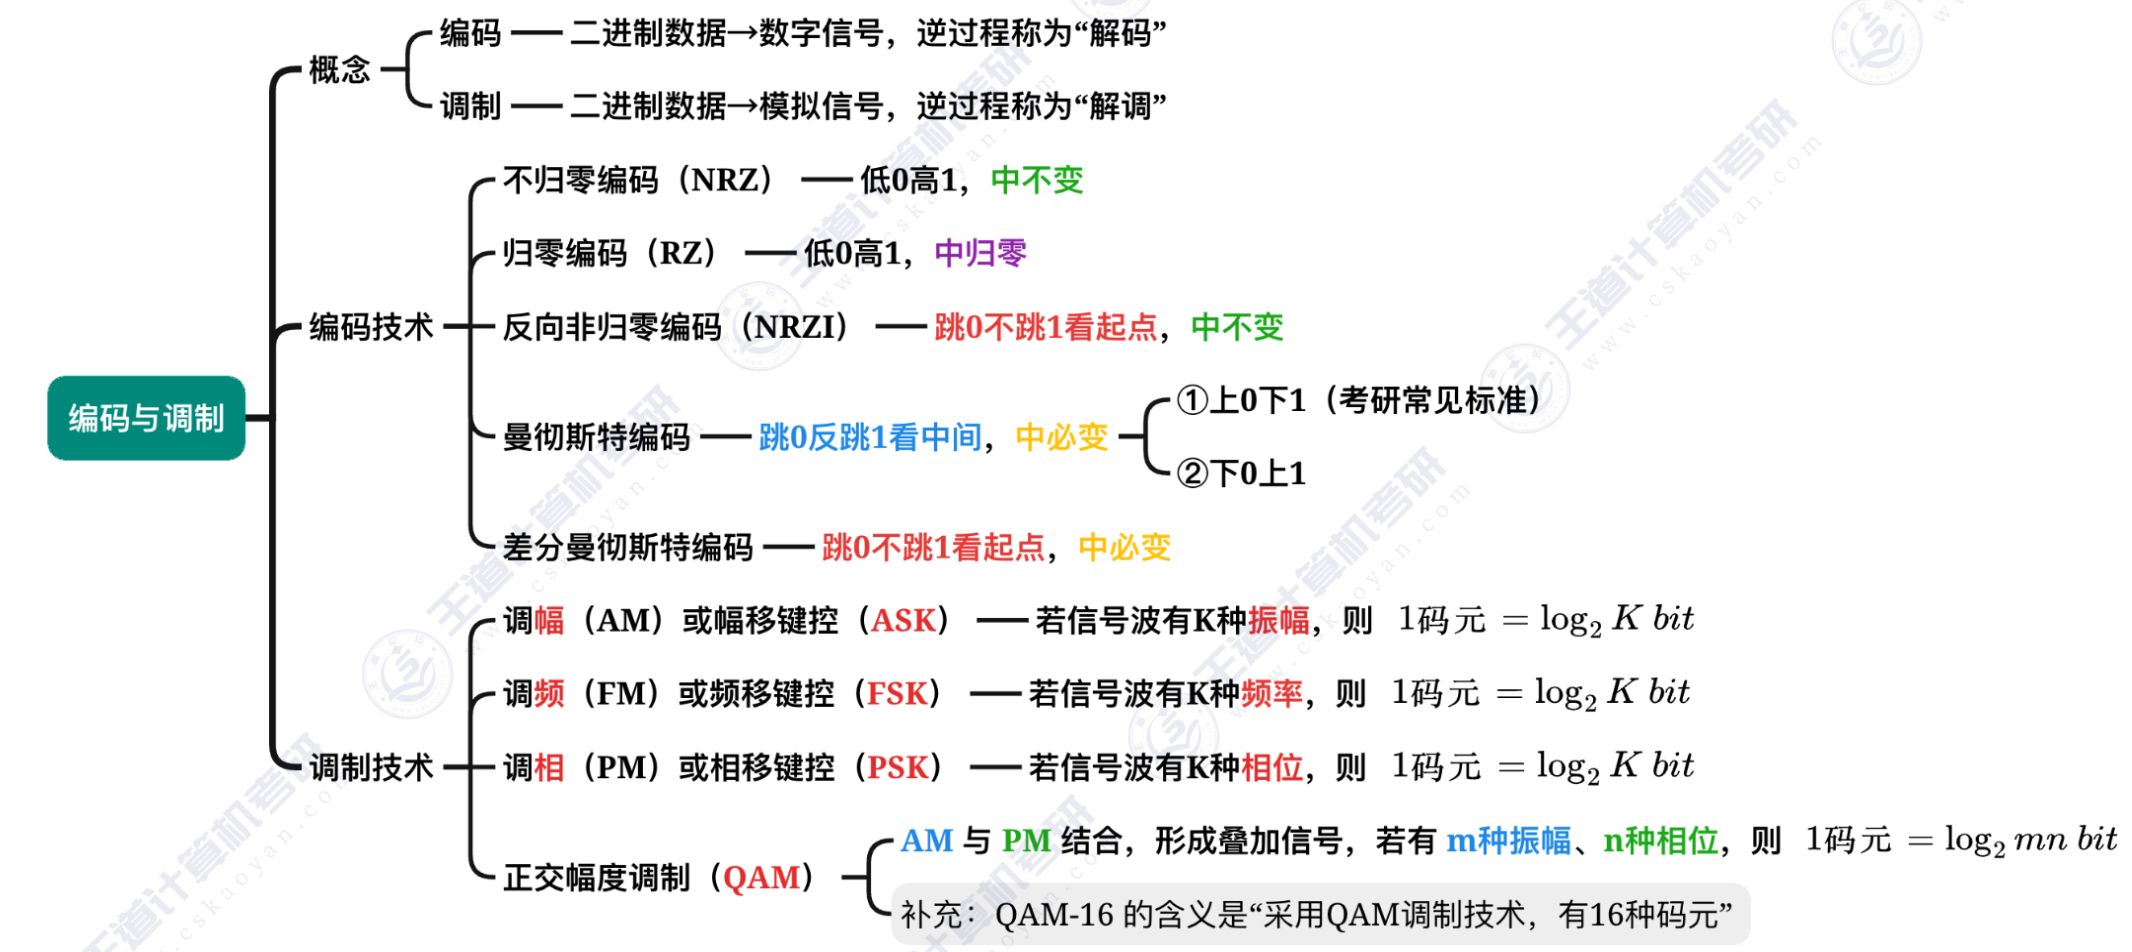 编码与调制
概念
编码 二进制数据→数字信号，逆过程称为“解码”
调制 二进制数据→模拟信号，逆过程称为“解调”
编码技术
不归零编码（NRZ） 低0高1，中不变
归零编码（RZ） 低0高1，中归零
反向非归零编码（NRZI） 跳0不跳1看起点，中不变
曼彻斯特编码 跳0反跳1看中间，中必变
①上0下1（考研常见标准）
②下0上1
差分曼彻斯特编码 跳0不跳1看起点，中必变
调制技术
调幅（AM）或幅移键控（ASK） 若信号波有K种振幅，则 1码元 = log₂ K bit
调频（FM）或频移键控（FSK） 若信号波有K种频率，则 1码元 = log₂ K bit
调相（PM）或相移键控（PSK） 若信号波有K种相位，则 1码元 = log₂ K bit
正交幅度调制（QAM）
AM 与 PM 结合，形成叠加信号，若有 m种振幅、n种相位，则 1码元 = log₂ mn bit
补充： QAM-16 的含义是“采用QAM调制技术，有16种码元”
王道计算机考研
www.cskaoyan.com